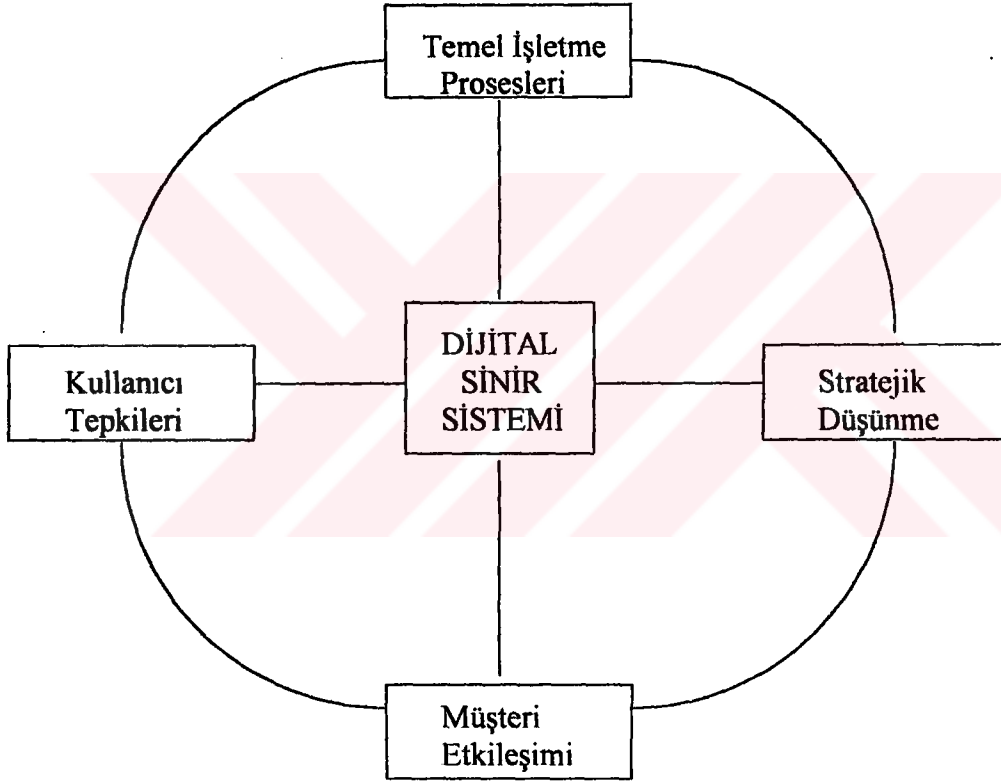 Temel İşletme
Prosesleri
DİJİTAL
SİNİR
SİSTEMİ
Kullanıcı
Tepkileri
Stratejik
Düşünme
Müşteri
Etkileşimi